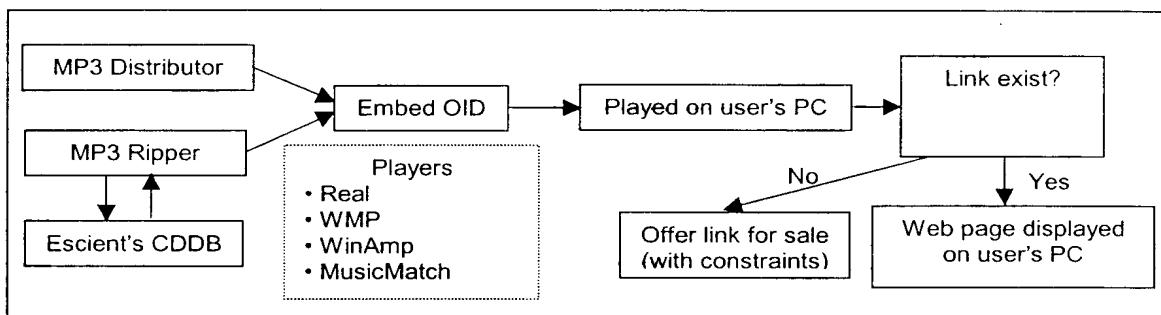 MP3 Distributor
MP3 Ripper
Escient's CDDB
Embed OID
Players
• Real
• WMP
• WinAmp
• MusicMatch
Played on user's PC
Link exist?
No
Yes
Offer link for sale
(with constraints)
Web page displayed
on user's PC